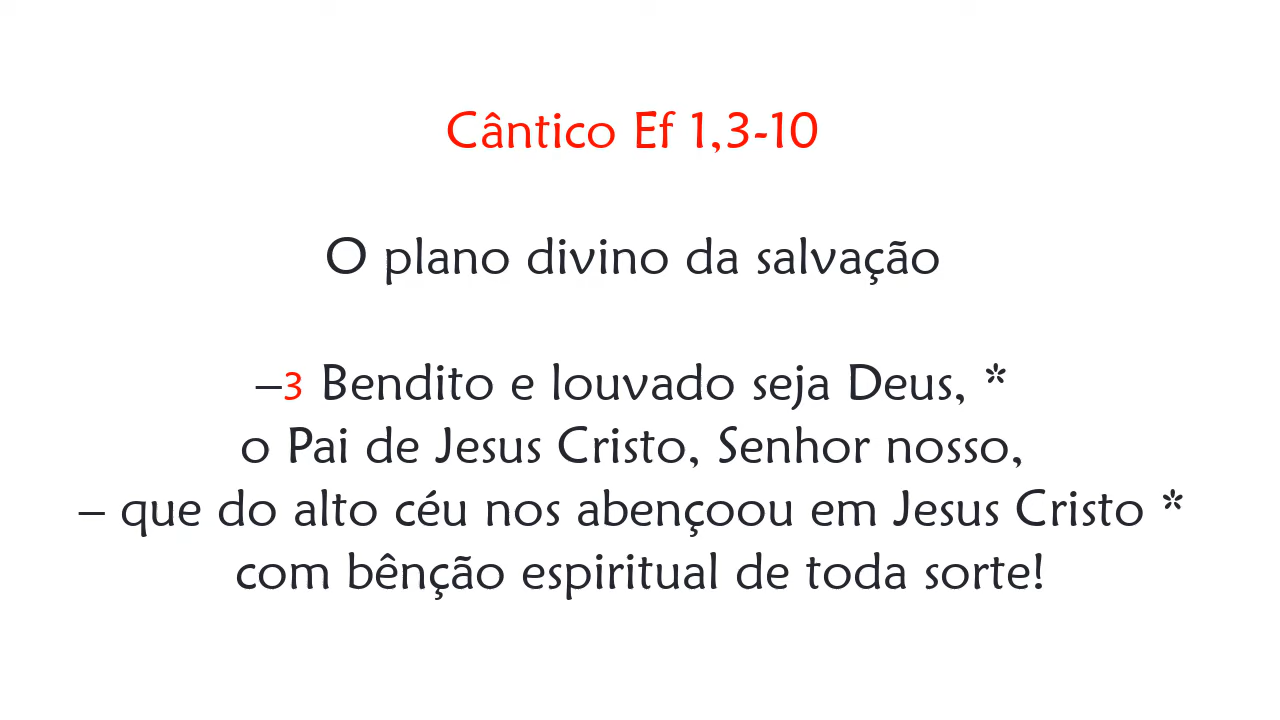 Cântico Ef 1,3-10
O plano divino da salvação
–3 Bendito e louvado seja Deus, *
o Pai de Jesus Cristo, Senhor nosso,
– que do alto céu nos abençoou em Jesus Cristo *
com bênção espiritual de toda sorte!